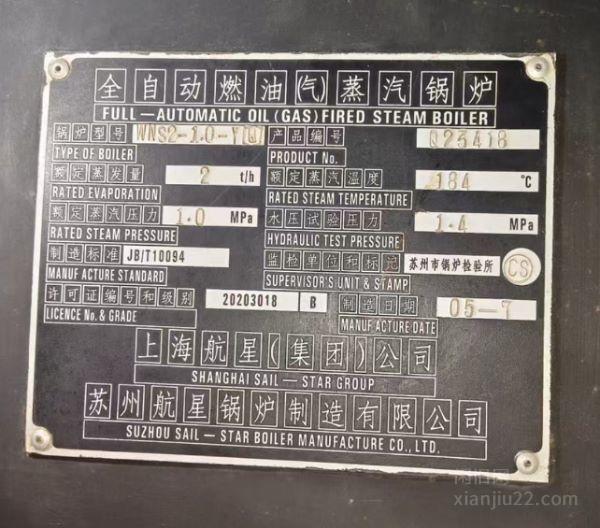 全自动燃油(气)蒸汽锅炉
FULL—AUTOMATIC OIL (GAS) FIRED STEAM BOILER
锅炉型号 WNS2-1.0-Y(Q) 产品编号 Q23418
TYPE OF BOILER PRODUCT No.
额定蒸发量 2 t/h 额定蒸汽温度 184 °C
RATED EVAPORATION RATED STEAM TEMPERATURE
额定蒸汽压力 1.0 MPa 水压试验压力 1.4 MPa
RATED STEAM PRESSURE HYDRAULIC TEST PRESSURE
制造标准 JB/T10094 监检单位和标记 苏州市锅炉检验所 CS
MANUFACTURE STANDARD SUPERVISOR'S UNIT & STAMP
许可证编号和级别 20203018 B 制造日期 05-7
LICENCE No. & GRADE MANUFACTURE DATE
上海航星(集团)公司
SHANGHAI SAIL—STAR GROUP
苏州航星锅炉制造有限公司
SUZHOU SAIL—STAR BOILER MANUFACTURE CO., LTD.
闲旧网
xianjiu22.com